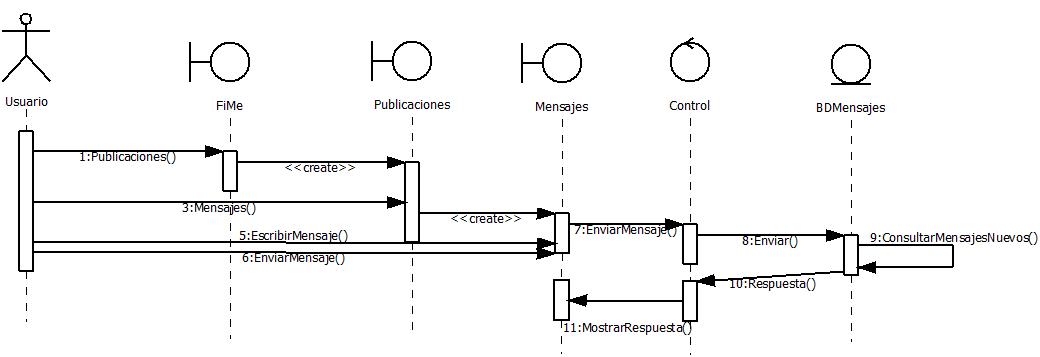 Usuario
FiMe
Publicaciones
Mensajes
Control
BDMensajes
1:Publicaciones()
<<create>>
3:Mensajes()
<<create>>
5:EscribirMensaje()
6:EnviarMensaje()
7:EnviarMensaje()
8:Enviar()
9:ConsultarMensajesNuevos()
10:Respuesta()
11:MostrarRespuesta()